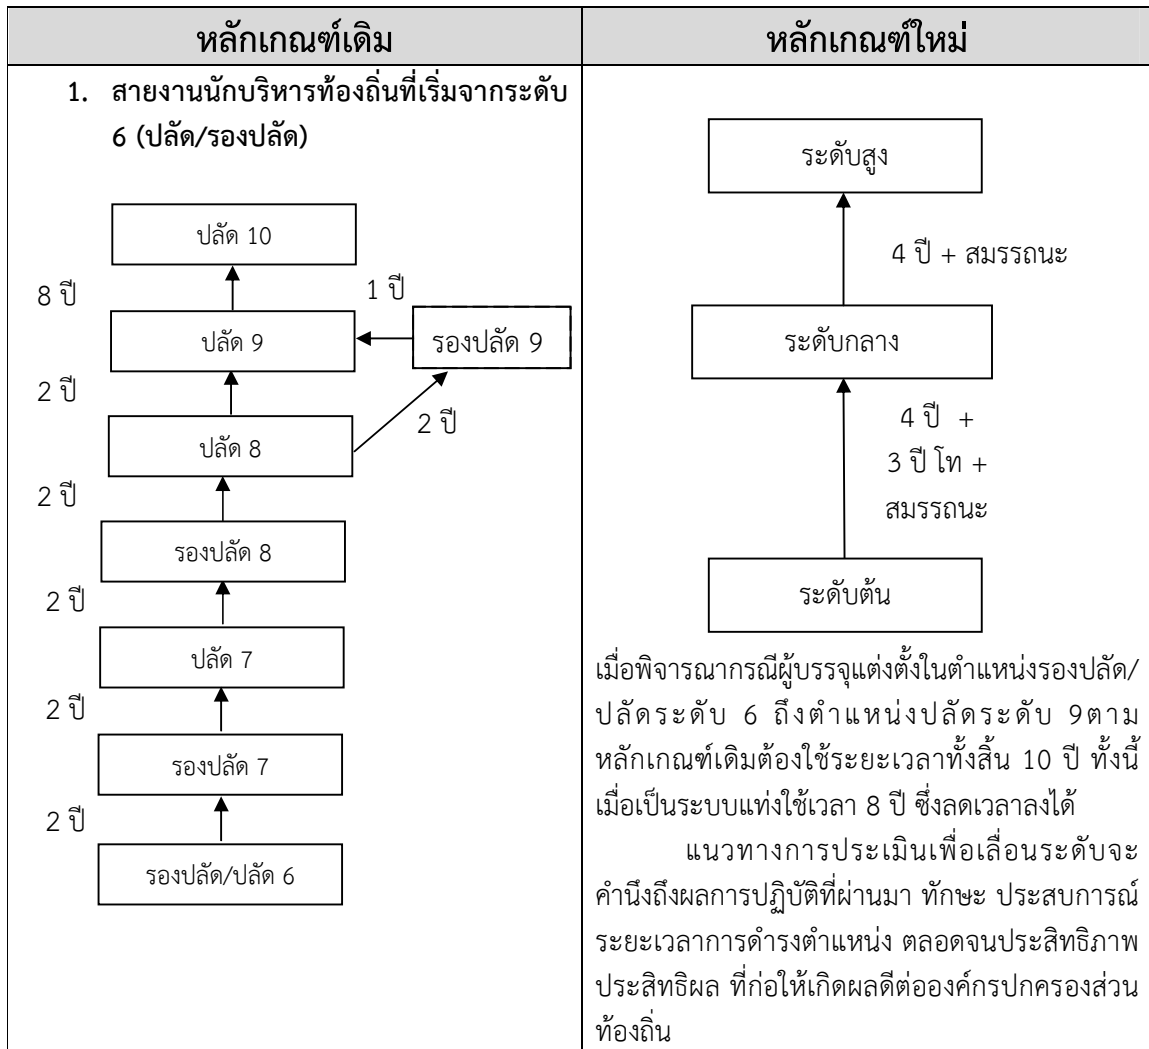 หลักเกณฑ์เดิม
1. สายงานนักบริหารท้องถิ่นที่เริ่มจากระดับ
6 (ปลัด/รองปลัด)
ปลัด 10
8 ปี
1 ปี
ปลัด 9
รองปลัด 9
2 ปี
2 ปี
ปลัด 8
2 ปี
รองปลัด 8
2 ปี
ปลัด 7
2 ปี
รองปลัด 7
2 ปี
รองปลัด/ปลัด 6
หลักเกณฑ์ใหม่
ระดับสูง
4 ปี + สมรรถนะ
ระดับกลาง
4 ปี +
3 ปี โท +
สมรรถนะ
ระดับต้น
เมื่อพิจารณากรณีผู้บรรจุแต่งตั้งในตำแหน่งรองปลัด/
ปลัดระดับ 6 ถึงตำแหน่งปลัดระดับ 9ตาม
หลักเกณฑ์เดิมต้องใช้ระยะเวลาทั้งสิ้น 10 ปี ทั้งนี้
เมื่อเป็นระบบแท่งใช้เวลา 8 ปี ซึ่งลดเวลาลงได้
แนวทางการประเมินเพื่อเลื่อนระดับจะ
คำนึงถึงผลการปฏิบัติที่ผ่านมา ทักษะ ประสบการณ์
ระยะเวลาการดำรงตำแหน่ง ตลอดจนประสิทธิภาพ
ประสิทธิผล ที่ก่อให้เกิดผลดีต่อองค์กรปกครองส่วน
ท้องถิ่น